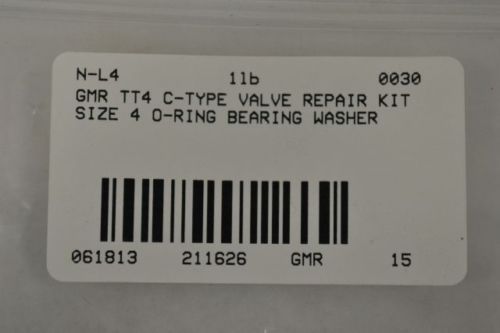 N-L4 1lb 0030
GMR TT4 C-TYPE VALVE REPAIR KIT
SIZE 4 O-RING BEARING WASHER
061813 211626 GMR 15